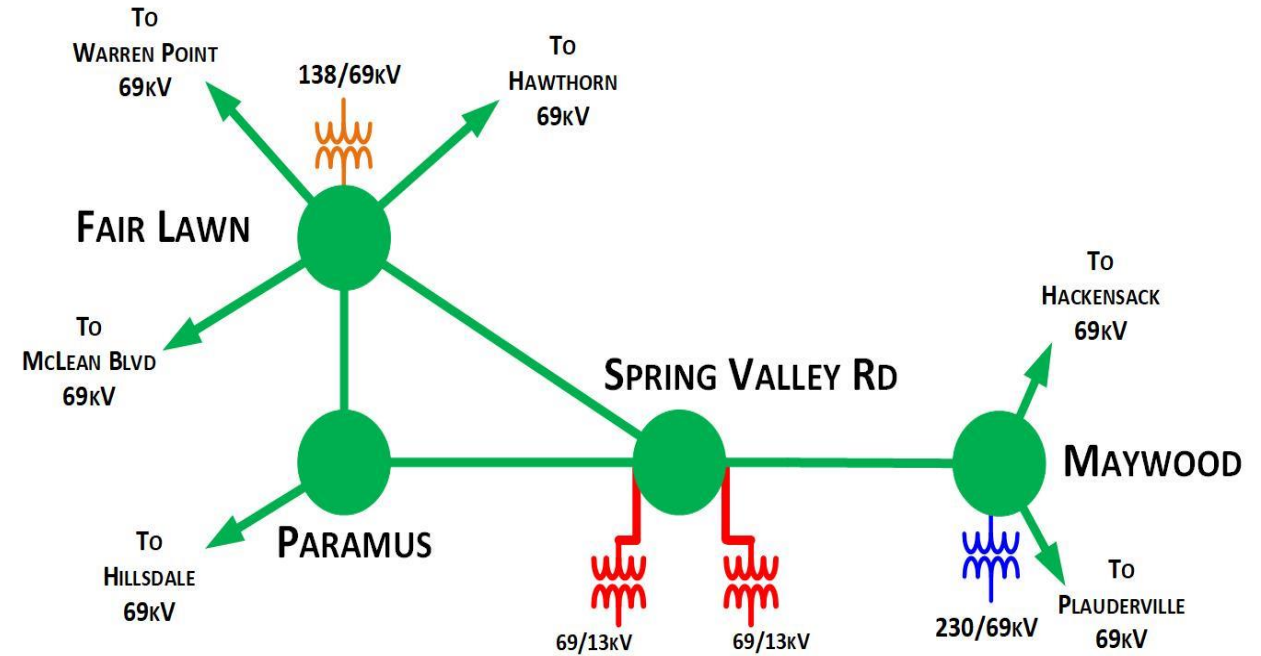 To
Warren Point
69kV
138/69kV
To
Hawthorn
69kV
Fair Lawn
To
McLean Blvd
69kV
To
Hackensack
69kV
Spring Valley Rd
Maywood
Paramus
To
Hillsdale
69kV
69/13kV
69/13kV
230/69kV
To
Plauderville
69kV